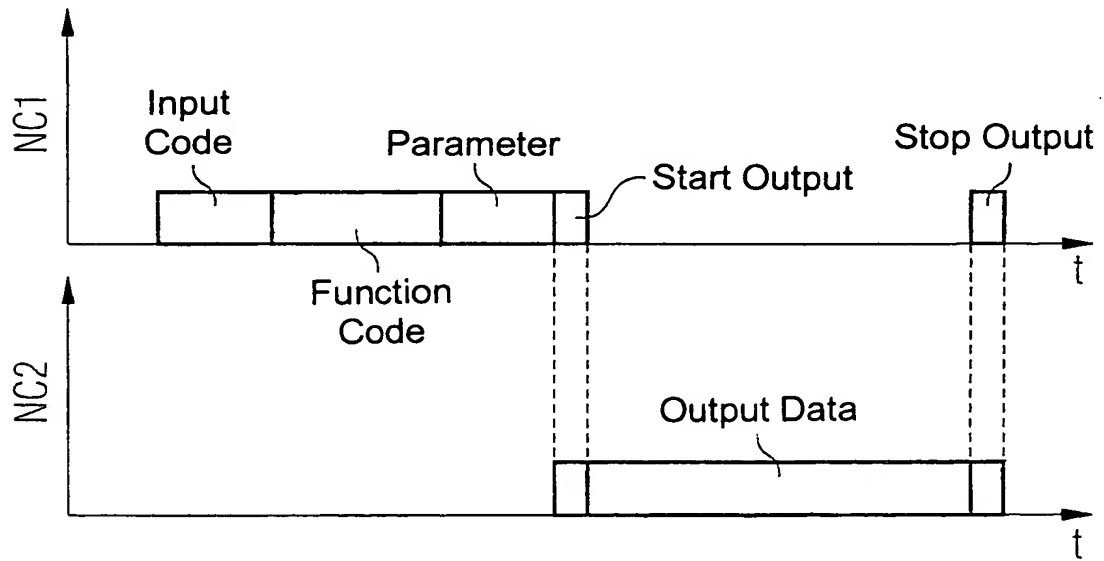 NC1
Input
Code
Parameter
Start Output
Stop Output
Function
Code
t
NC2
Output Data
t